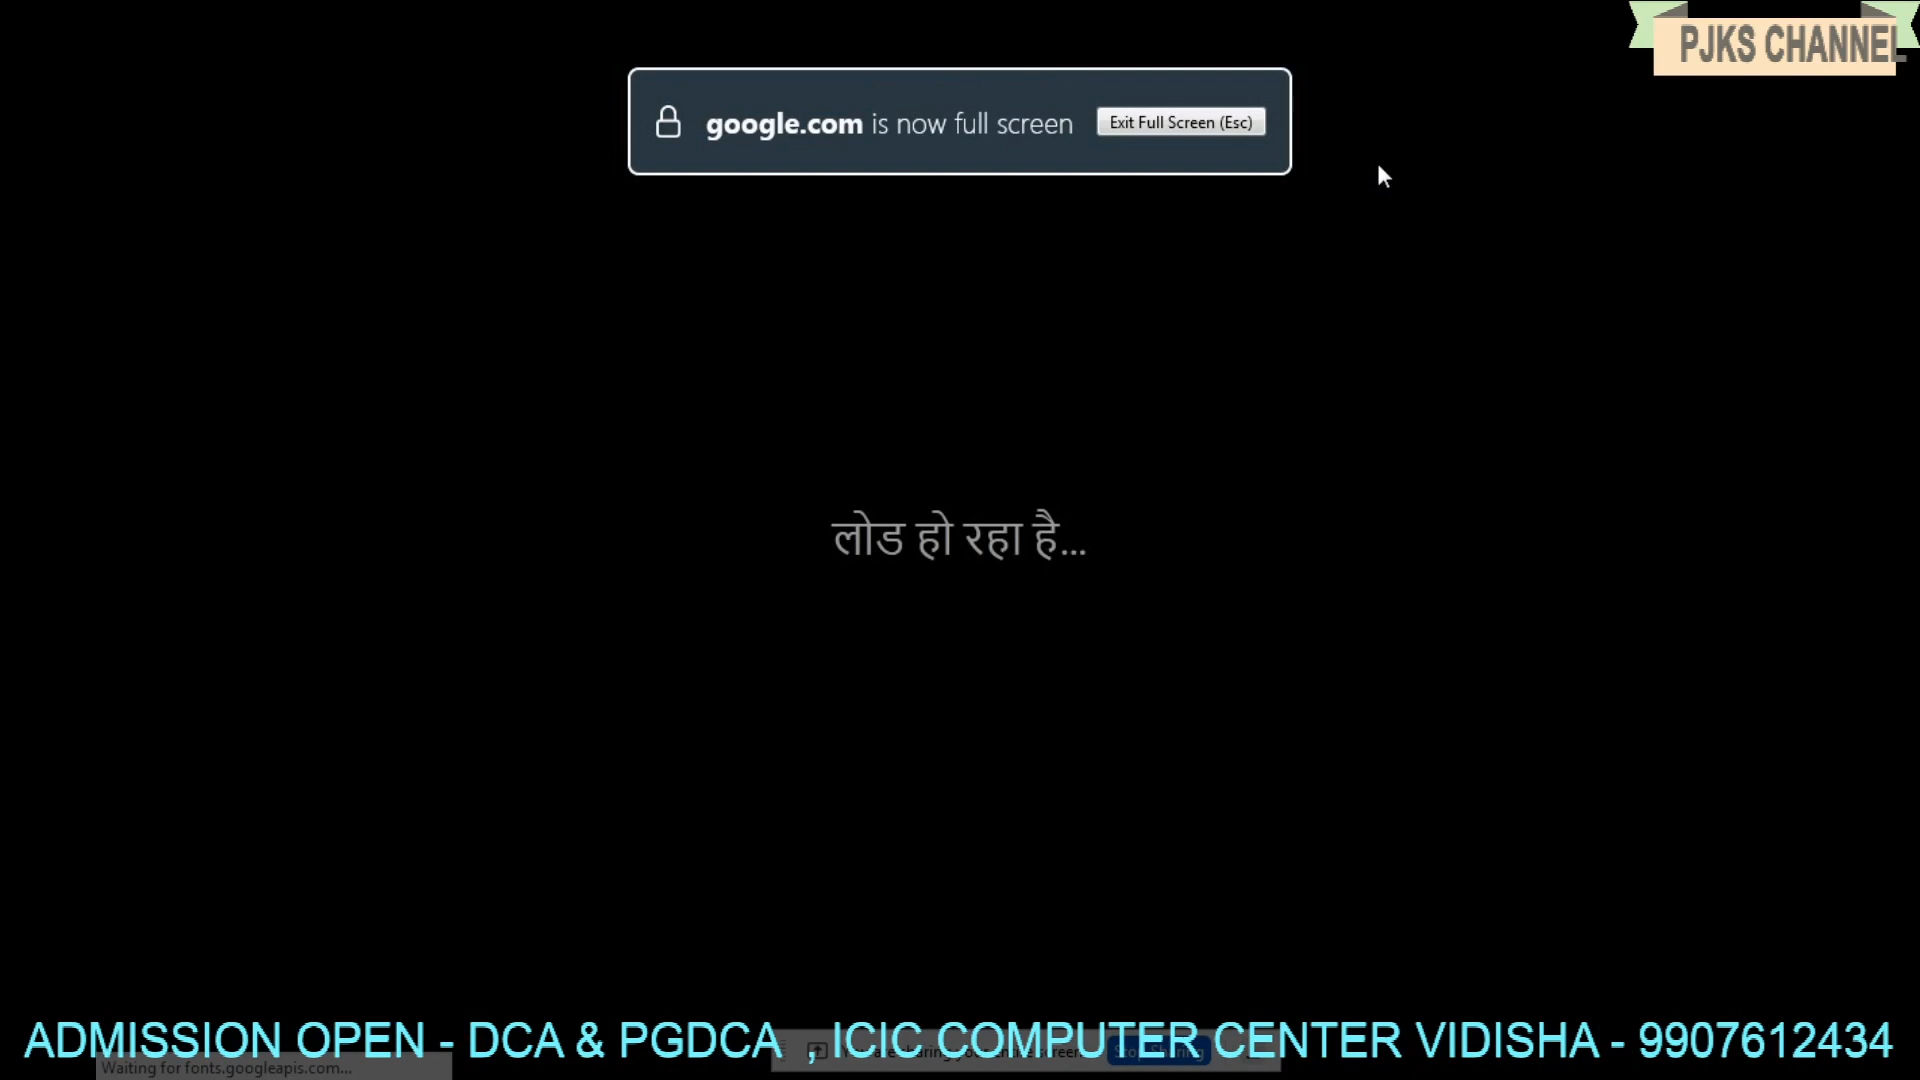 PJKS CHANNEL
google.com is now full screen
Exit Full Screen (Esc)
लोड हो रहा है...
ADMISSION OPEN - DCA & PGDCA , ICIC COMPUTER CENTER VIDISHA - 9907612434
Waiting for fonts.googleapis.com...